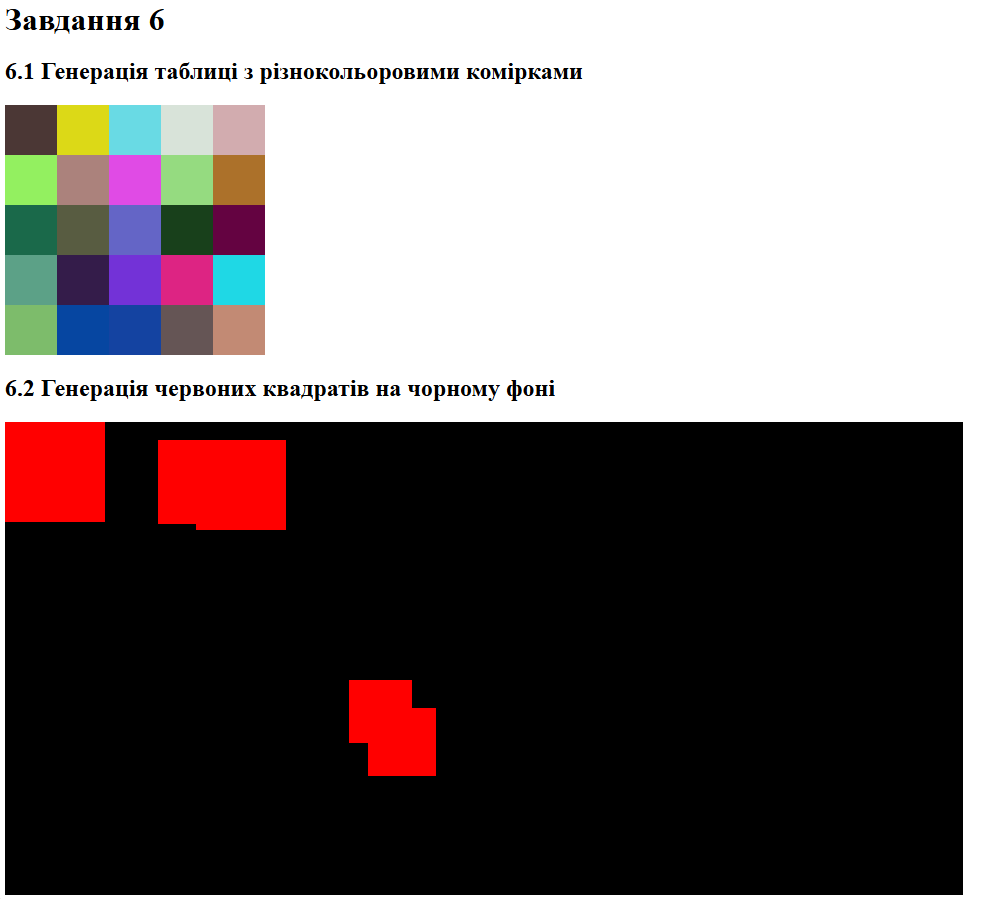 Завдання 6
6.1 Генерація таблиці з різнокольоровими комірками
6.2 Генерація червоних квадратів на чорному фоні